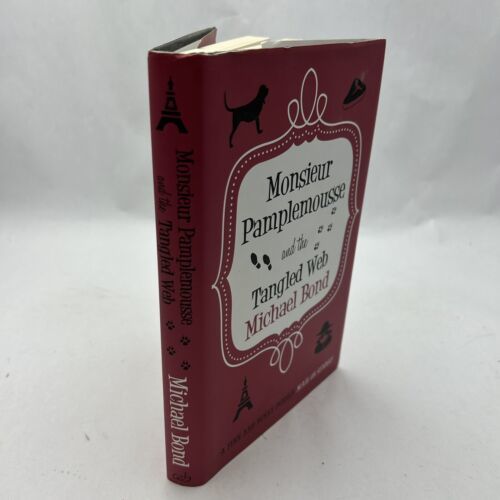 Monsieur Pamplemousse
and the Tangled Web
Michael Bond
Monsieur
Pamplemousse
and the
Tangled Web
Michael Bond